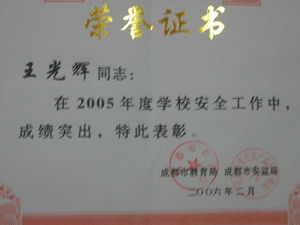 荣誉证书
王光辉同志：
在2005年度学校安全工作中，
成绩突出，特此表彰。
成都市教育局 成都市安监局
二〇〇六年二月